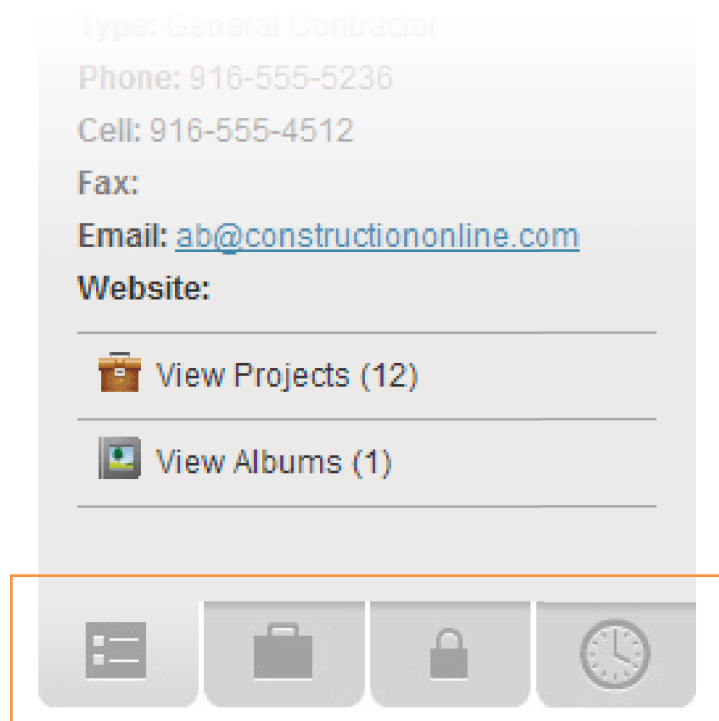 Type: General Contractor
Phone: 916-555-5236
Cell: 916-555-4512
Fax:
Email: ab@constructiononline.com
Website:
View Projects (12)
View Albums (1)